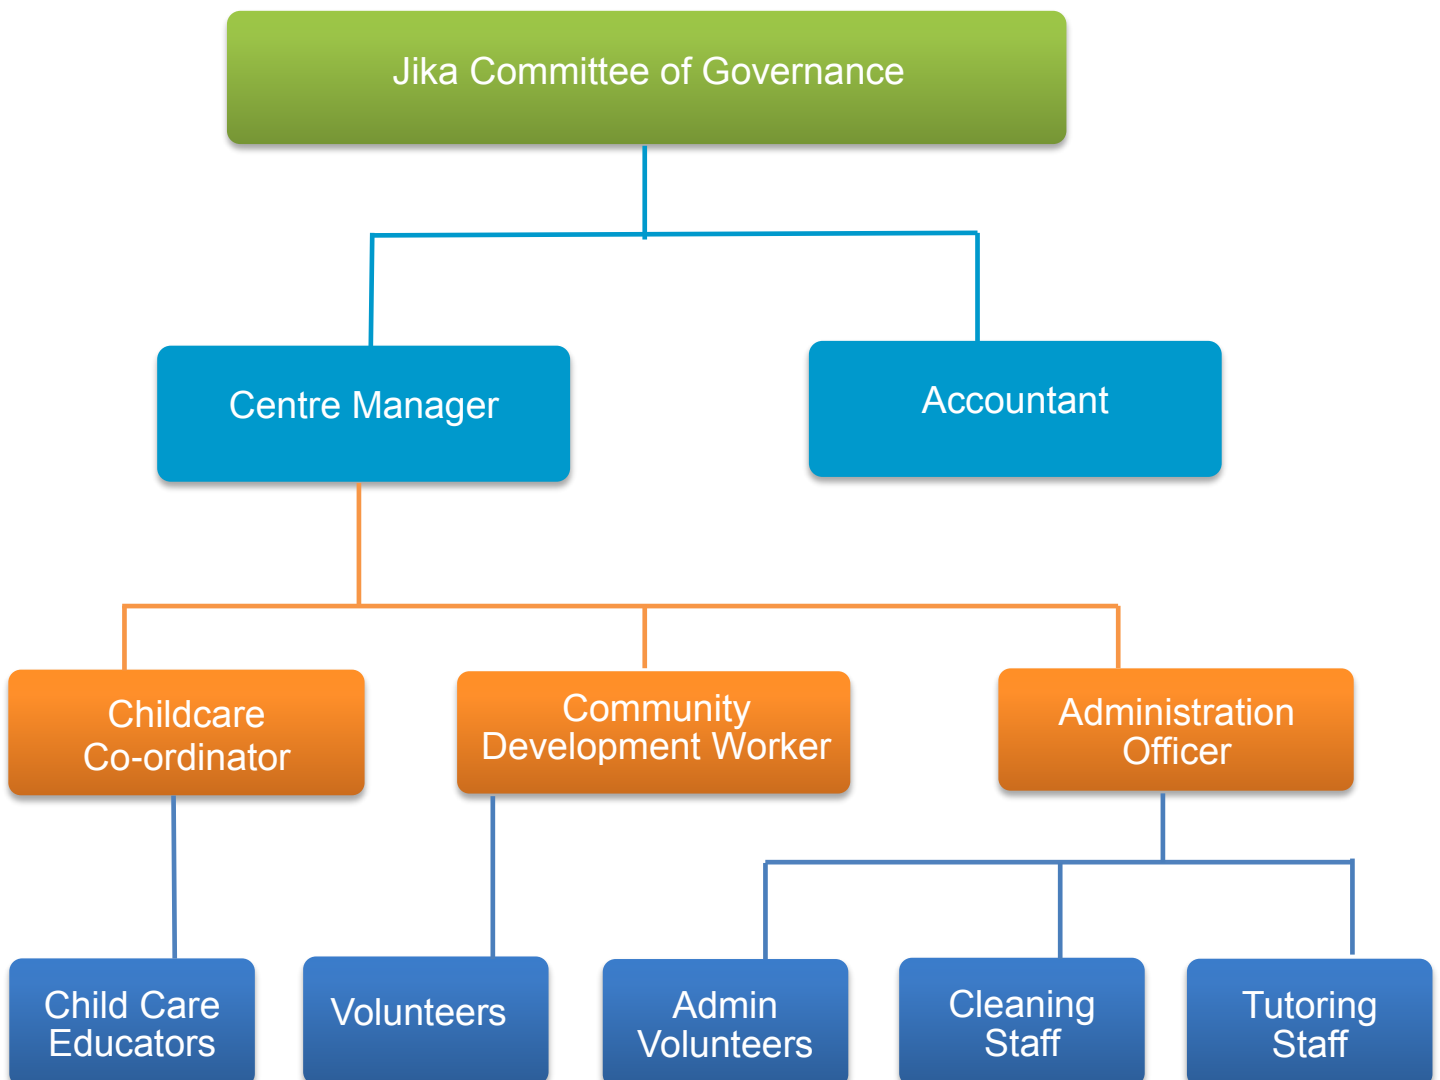 Jika Committee of Governance
Centre Manager
Accountant
Childcare
Co-ordinator
Community
Development Worker
Administration
Officer
Child Care
Educators
Volunteers
Admin
Volunteers
Cleaning
Staff
Tutoring
Staff